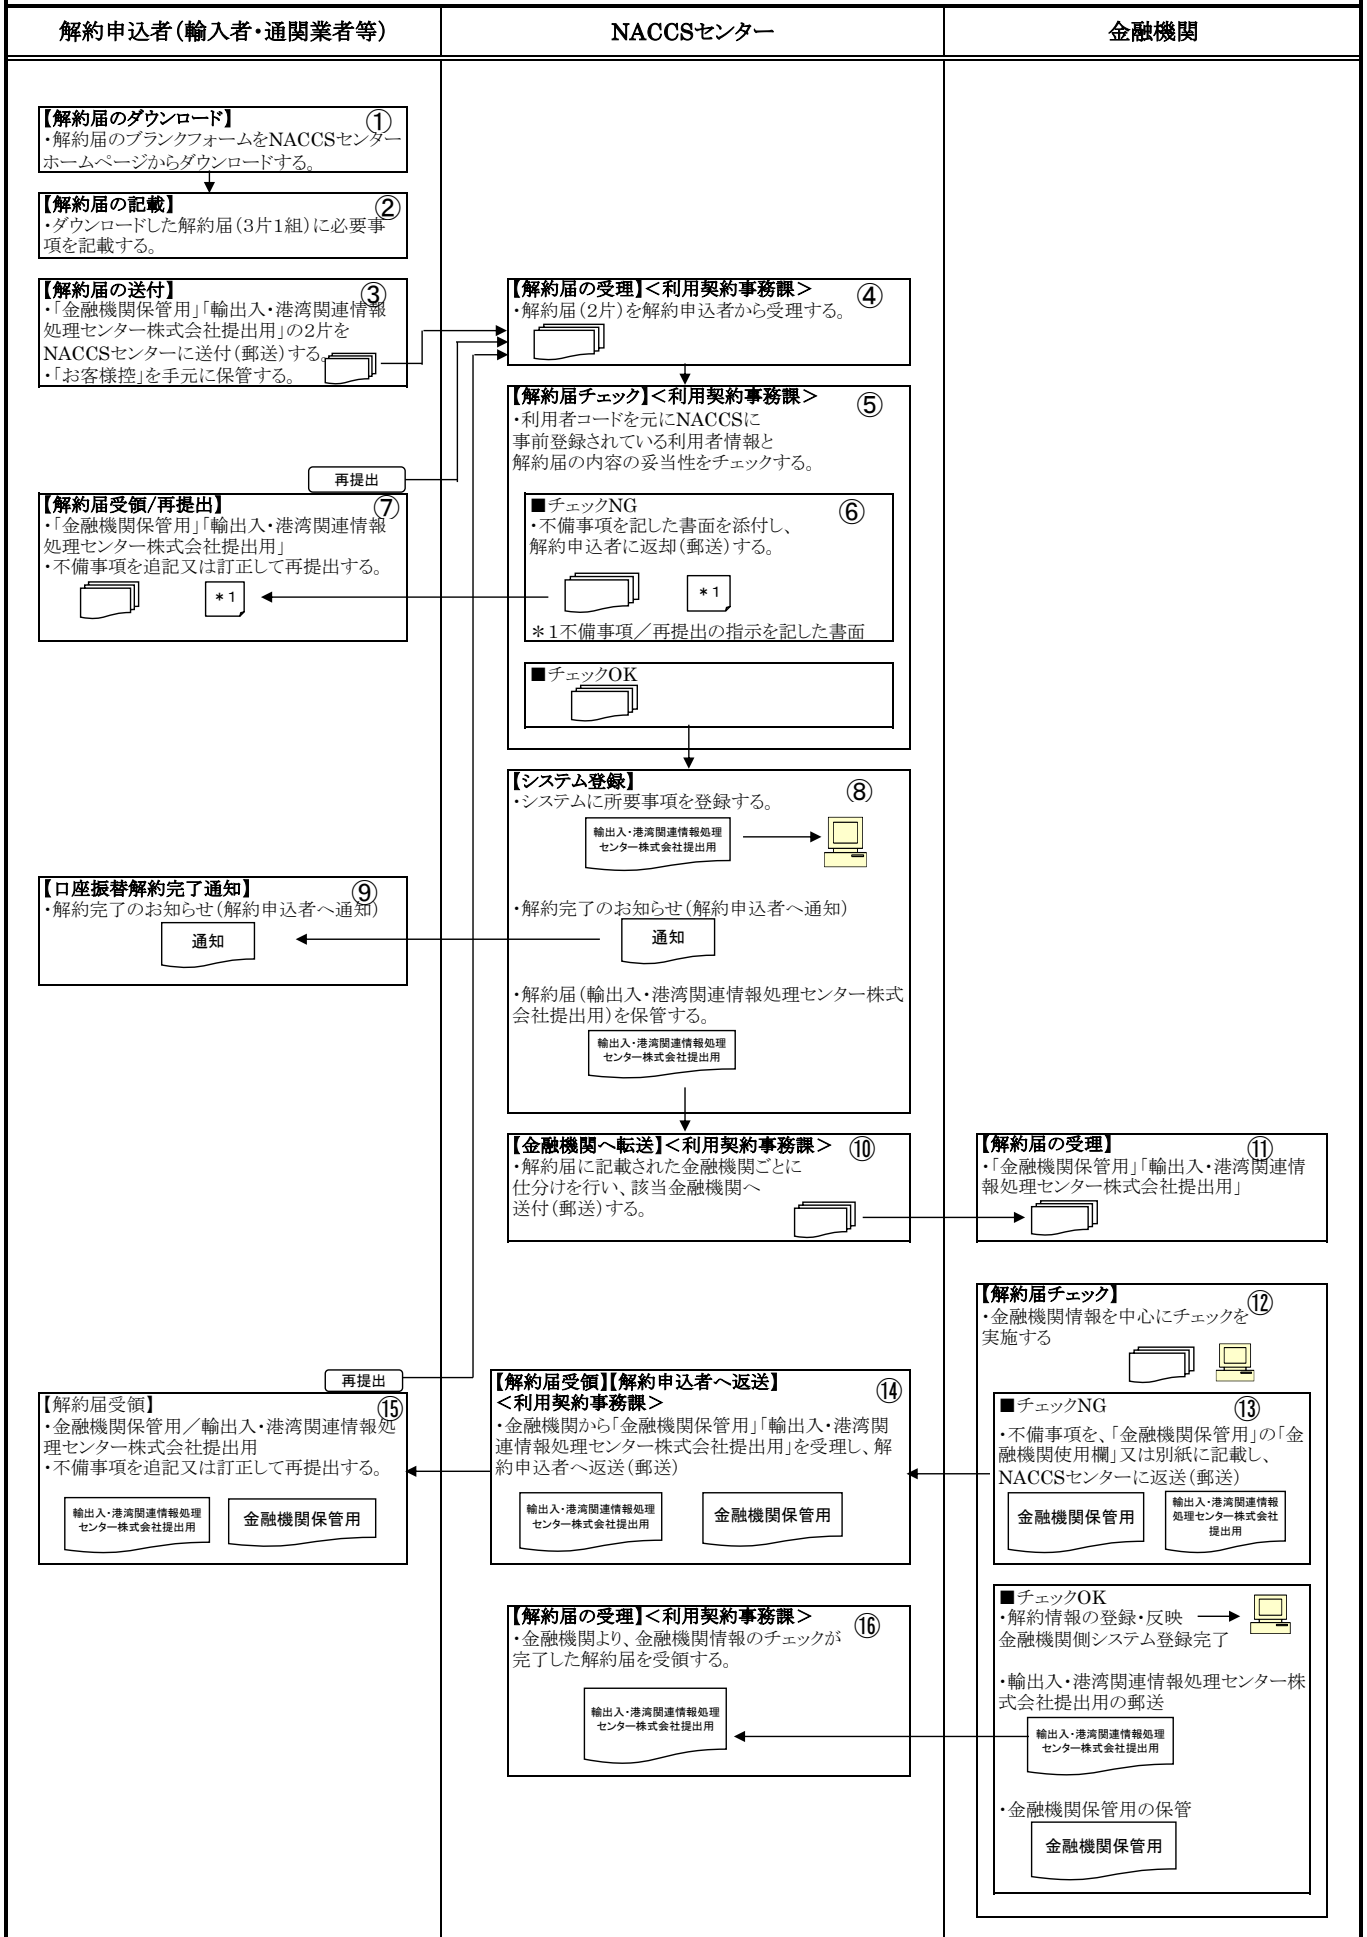 解約申込者（輸入者・通関業者等）
NACCSセンター
金融機関
【解約届のダウンロード】
①
・解約届のブランクフォームをNACCSセンター
ホームページからダウンロードする。
【解約届の記載】
②
・ダウンロードした解約届（3片1組）に必要事
項を記載する。
【解約届の送付】
③
・「金融機関保管用」「輸出入・港湾関連情報
処理センター株式会社提出用」の2片を
NACCSセンターに送付（郵送）する。
・「お客様控」を手元に保管する。
【解約届の受理】＜利用契約事務課＞
④
・解約届（2片）を解約申込者から受理する。
【解約届チェック】＜利用契約事務課＞
⑤
・利用者コードを元にNACCSに
事前登録されている利用者情報と
解約届の内容の妥当性をチェックする。
■チェックNG
⑥
・不備事項を記した書面を添付し、
解約申込者に返却（郵送）する。
＊1
＊1不備事項／再提出の指示を記した書面
再提出
【解約届受領/再提出】
⑦
・「金融機関保管用」「輸出入・港湾関連情報
処理センター株式会社提出用」
・不備事項を追記又は訂正して再提出する。
＊1
■チェックOK
【システム登録】
⑧
・システムに所要事項を登録する。
輸出入・港湾関連情報処理
センター株式会社提出用
・解約完了のお知らせ（解約申込者へ通知）
通知
・解約届（輸出入・港湾関連情報処理センター株式
会社提出用）を保管する。
輸出入・港湾関連情報処理
センター株式会社提出用
【口座振替解約完了通知】
⑨
・解約完了のお知らせ（解約申込者へ通知）
通知
【金融機関へ転送】＜利用契約事務課＞
⑩
・解約届に記載された金融機関ごとに
仕分けを行い、該当金融機関へ
送付（郵送）する。
【解約届の受理】
⑪
・「金融機関保管用」「輸出入・港湾関連情
報処理センター株式会社提出用」
【解約届チェック】
⑫
・金融機関情報を中心にチェックを
実施する
■チェックNG
⑬
・不備事項を、「金融機関保管用」の「金
融機関使用欄」又は別紙に記載し、
NACCSセンターに返送（郵送）
金融機関保管用
輸出入・港湾関連情報
処理センター株式会社
提出用
【解約届受領】【解約申込者へ返送】
⑭
＜利用契約事務課＞
・金融機関から「金融機関保管用」「輸出入・港湾関
連情報処理センター株式会社提出用」を受理し、解
約申込者へ返送（郵送）
輸出入・港湾関連情報処理
センター株式会社提出用
金融機関保管用
再提出
【解約届受領】
⑮
・金融機関保管用／輸出入・港湾関連情報処
理センター株式会社提出用
・不備事項を追記又は訂正して再提出する。
輸出入・港湾関連情報処理
センター株式会社提出用
金融機関保管用
■チェックOK
・解約情報の登録・反映
金融機関側システム登録完了
・輸出入・港湾関連情報処理センター株
式会社提出用の郵送
輸出入・港湾関連情報処理
センター株式会社提出用
・金融機関保管用の保管
金融機関保管用
【解約届の受理】＜利用契約事務課＞
⑯
・金融機関より、金融機関情報のチェックが
完了した解約届を受領する。
輸出入・港湾関連情報処理
センター株式会社提出用